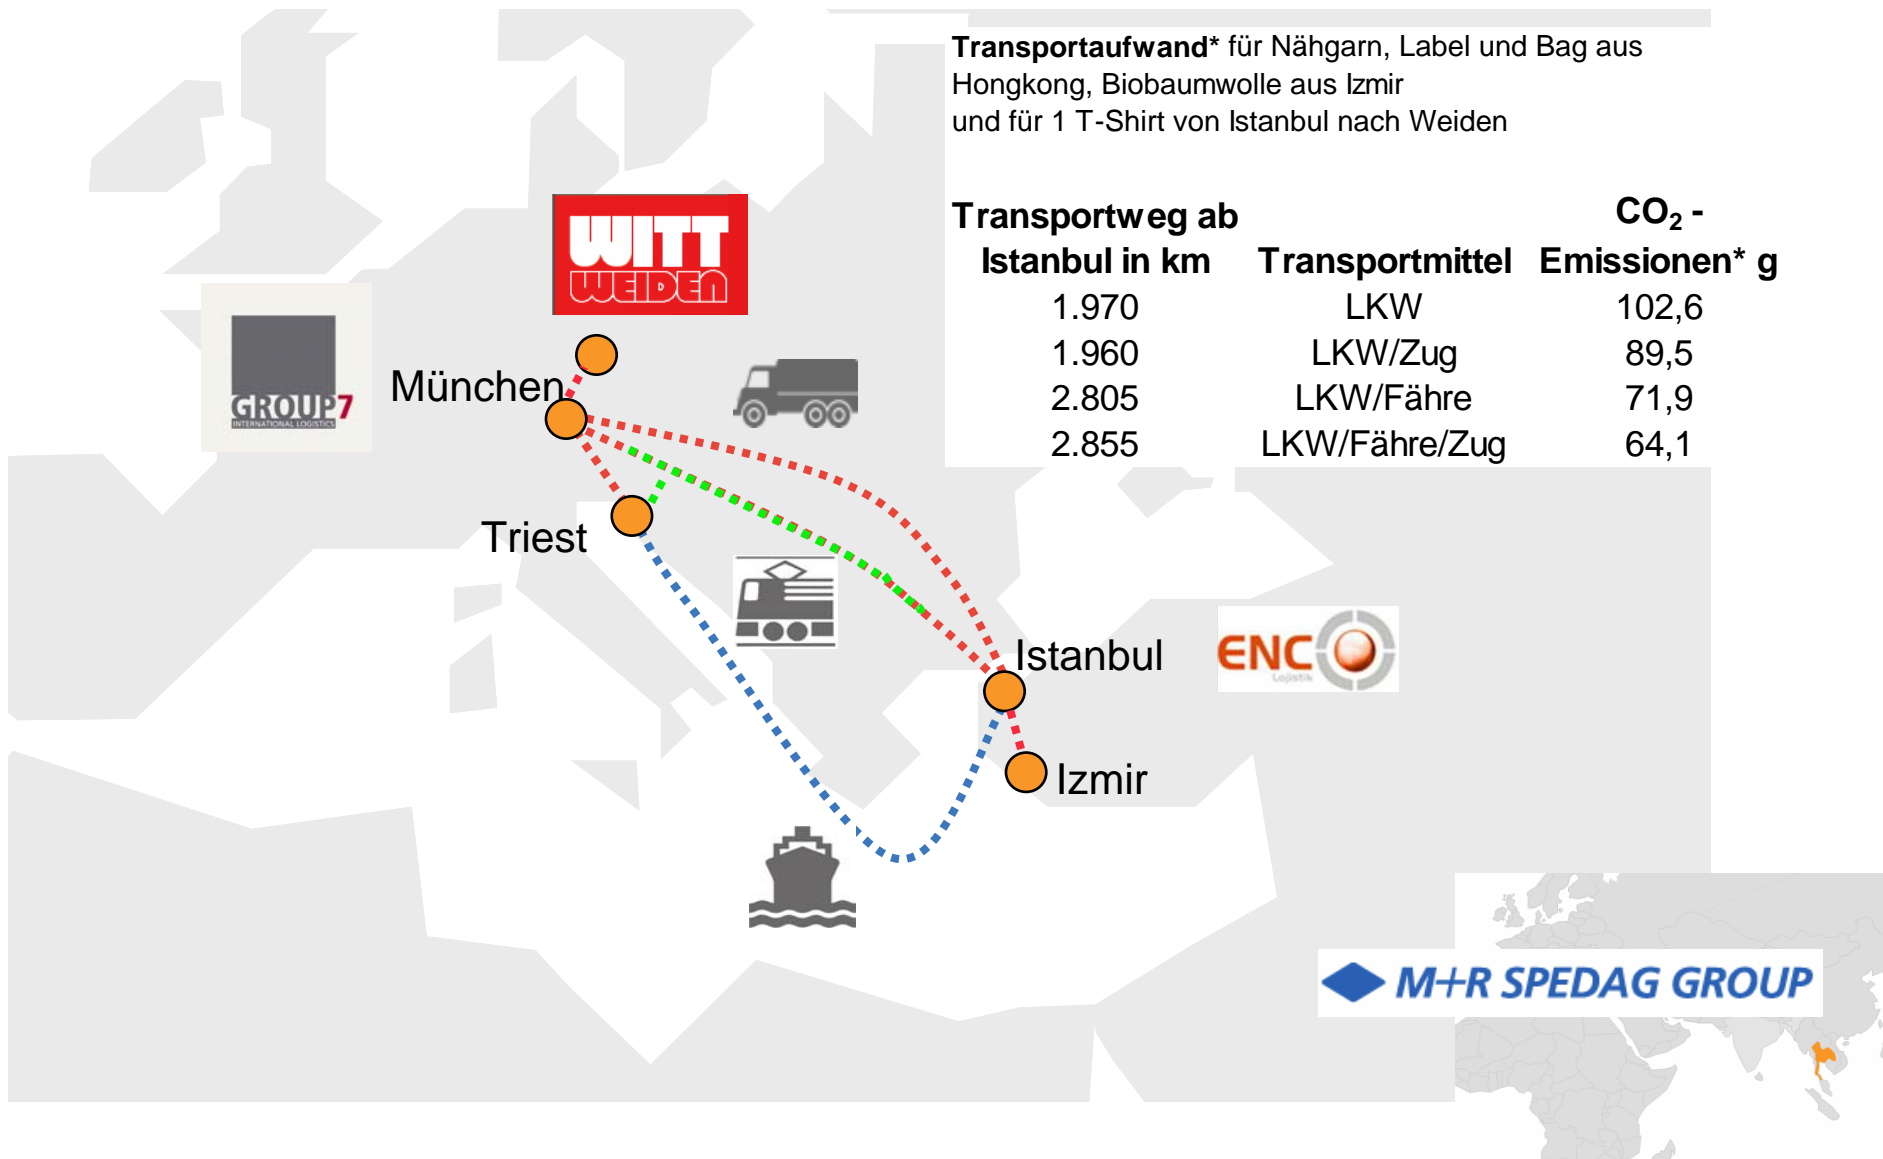 Transportaufwand* für Nähgarn, Label und Bag aus
Hongkong, Biobaumwolle aus Izmir
und für 1 T-Shirt von Istanbul nach Weiden
Transportweg ab
Istanbul in km
Transportmittel
CO₂ -
Emissionen* g
1.970 LKW 102,6
1.960 LKW/Zug 89,5
2.805 LKW/Fähre 71,9
2.855 LKW/Fähre/Zug 64,1
WITT
WEIDEN
GROUP7
INTERNATIONAL LOGISTICS
München
Triest
Istanbul
ENCO
Lojistik
Izmir
M+R SPEDAG GROUP